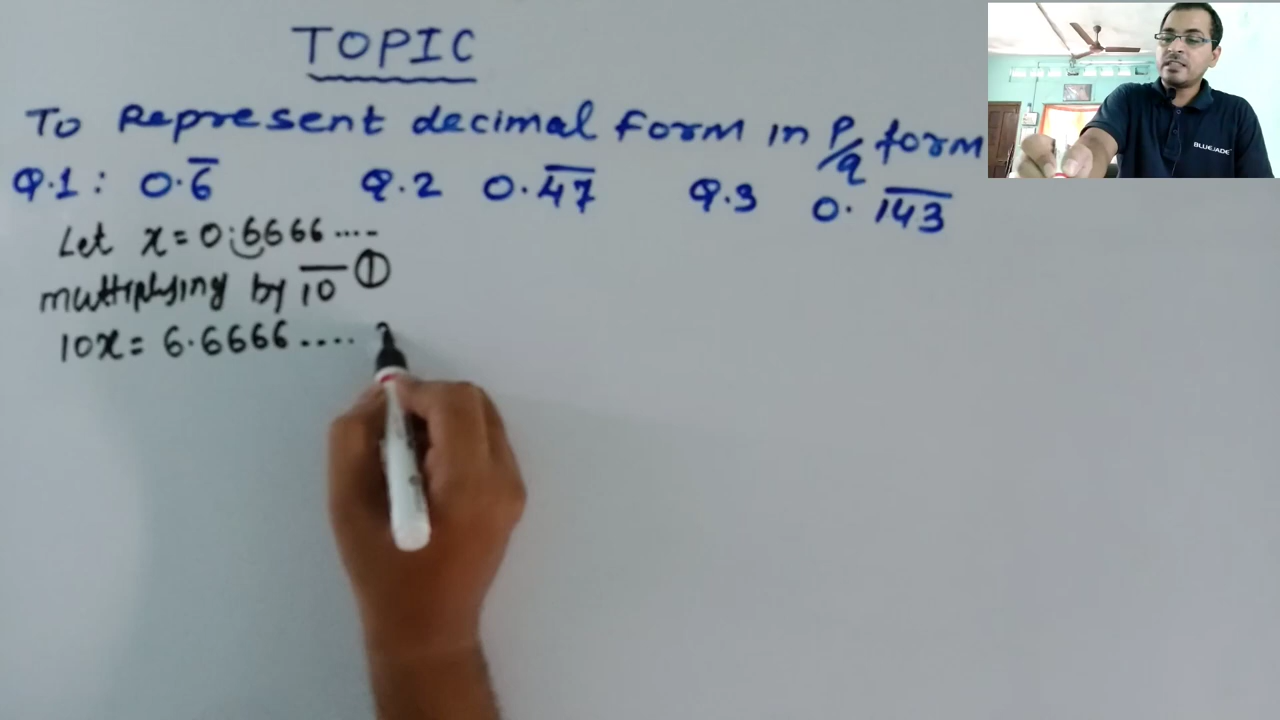 TOPIC
To Represent decimal form in P/q form
Q.1 : 0.6̅ Q.2 0.4̅7̅ Q.3 0.1̅4̅3̅
Let x = 0.6666....
multiplying by 10 ①
10x = 6.6666....
BLUEJADE